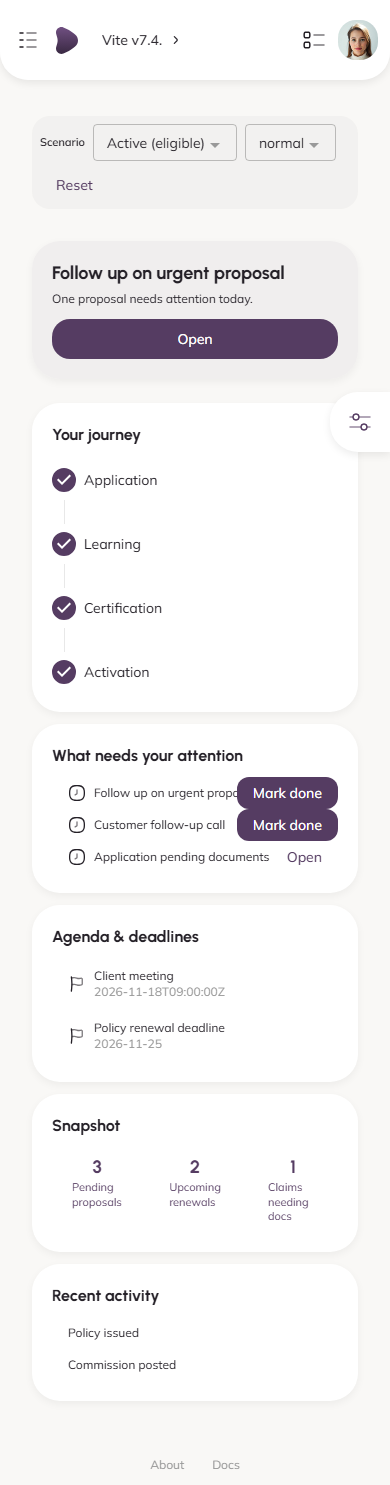 Vite v7.4.
Scenario
Active (eligible)
normal
Reset
Follow up on urgent proposal
One proposal needs attention today.
Open
Your journey
Application
Learning
Certification
Activation
What needs your attention
Follow up on urgent propo
Mark done
Customer follow-up call
Mark done
Application pending documents
Open
Agenda & deadlines
Client meeting
2026-11-18T09:00:00Z
Policy renewal deadline
2026-11-25
Snapshot
3
2
1
Pending
proposals
Upcoming
renewals
Claims
needing
docs
Recent activity
Policy issued
Commission posted
About
Docs